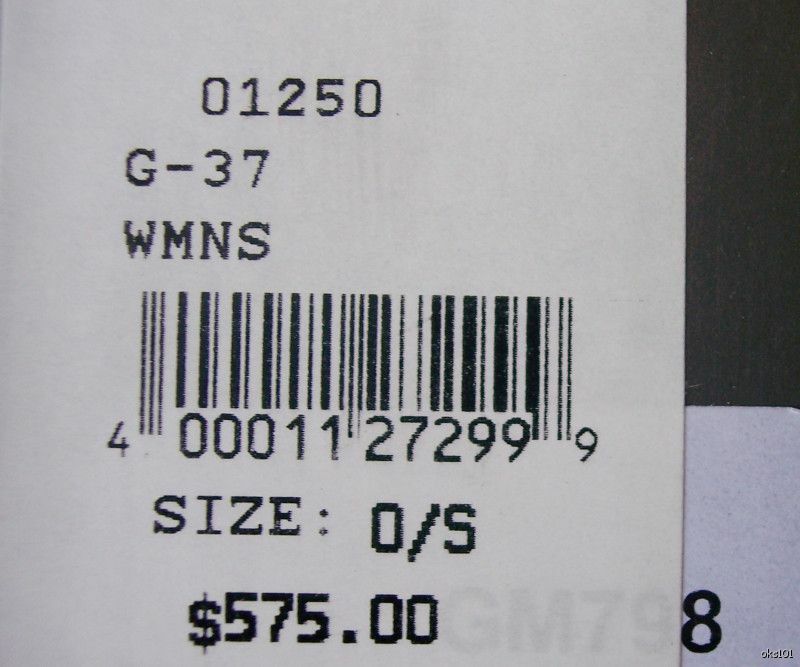 01250
G-37
WMNS
4 00011 27299 9
SIZE: O/S
$575.00
GM798
oks101